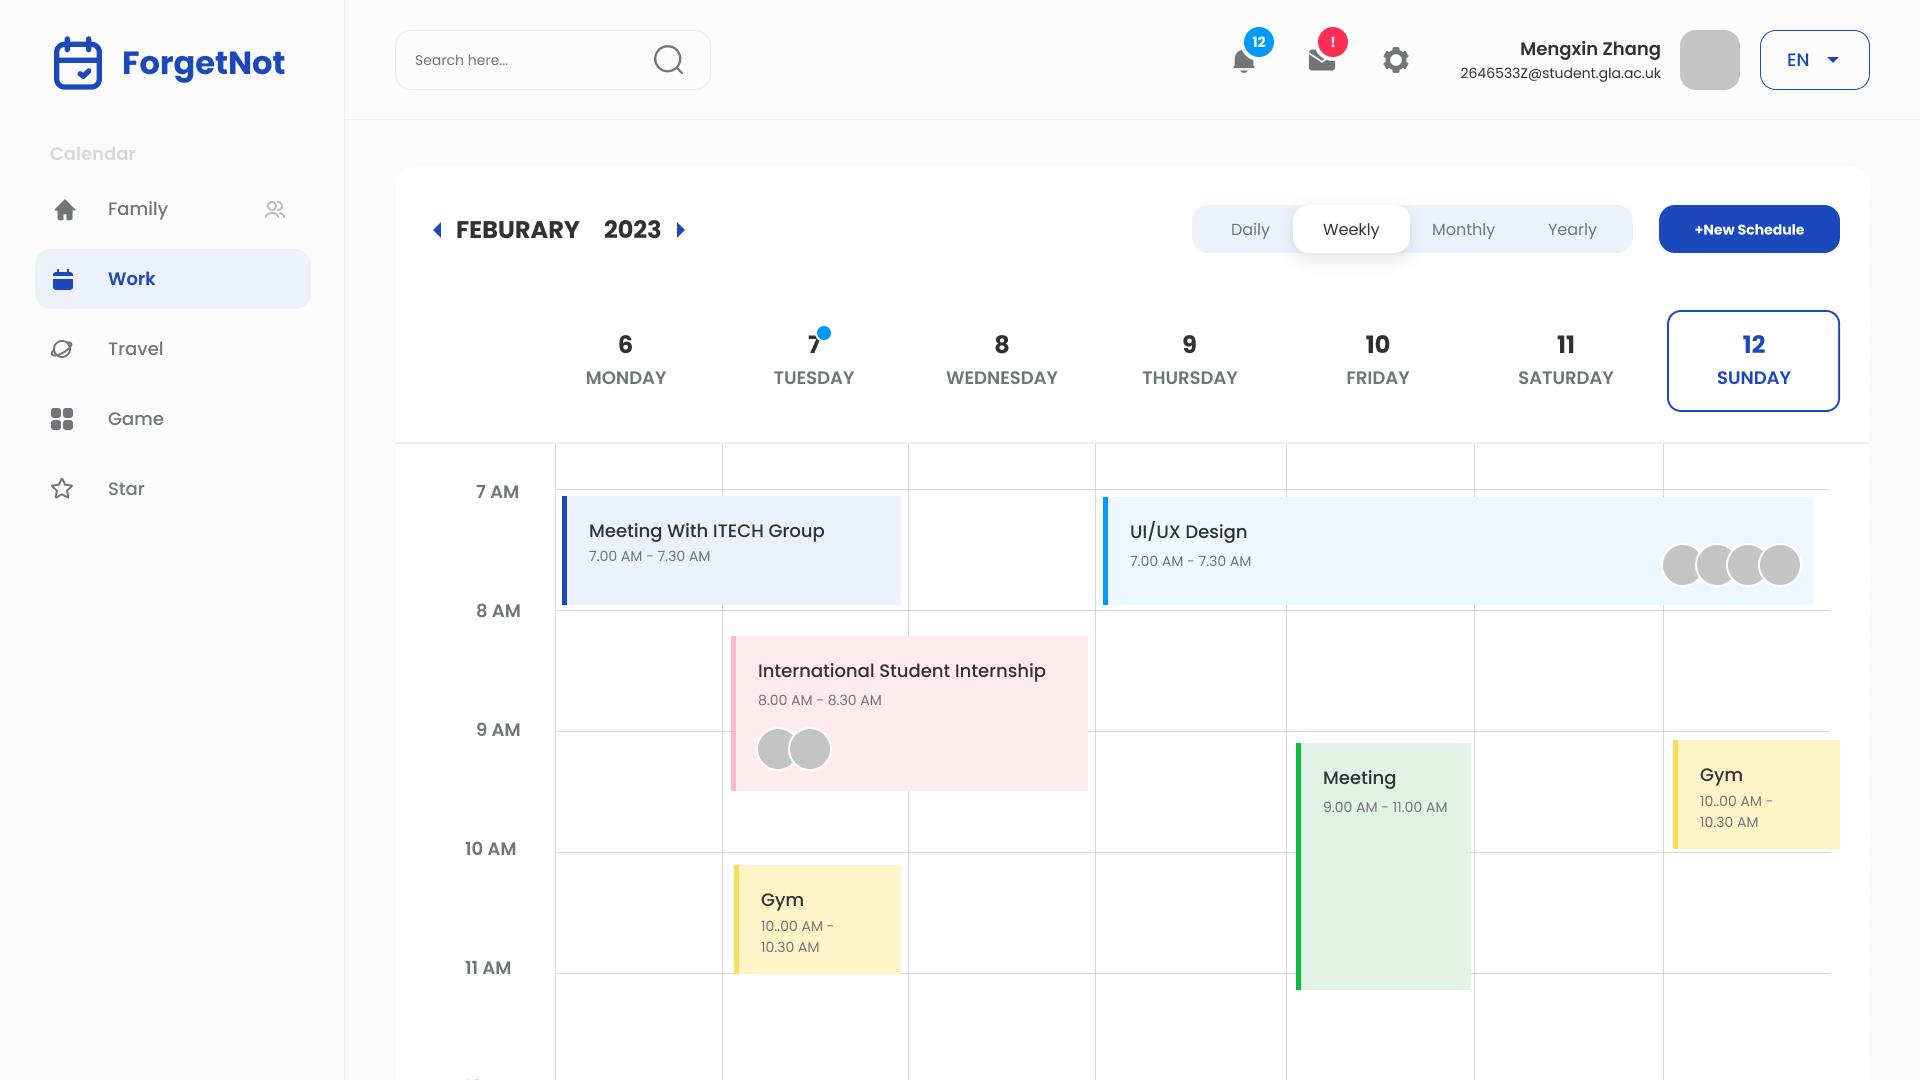 ForgetNot
Search here...
12
!
Mengxin Zhang
2646533Z@student.gla.ac.uk
EN
Calendar
Family
Work
Travel
Game
Star
FEBURARY 2023
Daily Weekly Monthly Yearly
+New Schedule
6 7 8 9 10 11 12
MONDAY TUESDAY WEDNESDAY THURSDAY FRIDAY SATURDAY SUNDAY
7 AM
Meeting With ITECH Group
7.00 AM - 7.30 AM
UI/UX Design
7.00 AM - 7.30 AM
8 AM
International Student Internship
8.00 AM - 8.30 AM
9 AM
Meeting
9.00 AM - 11.00 AM
Gym
10..00 AM -
10.30 AM
10 AM
Gym
10..00 AM -
10.30 AM
11 AM